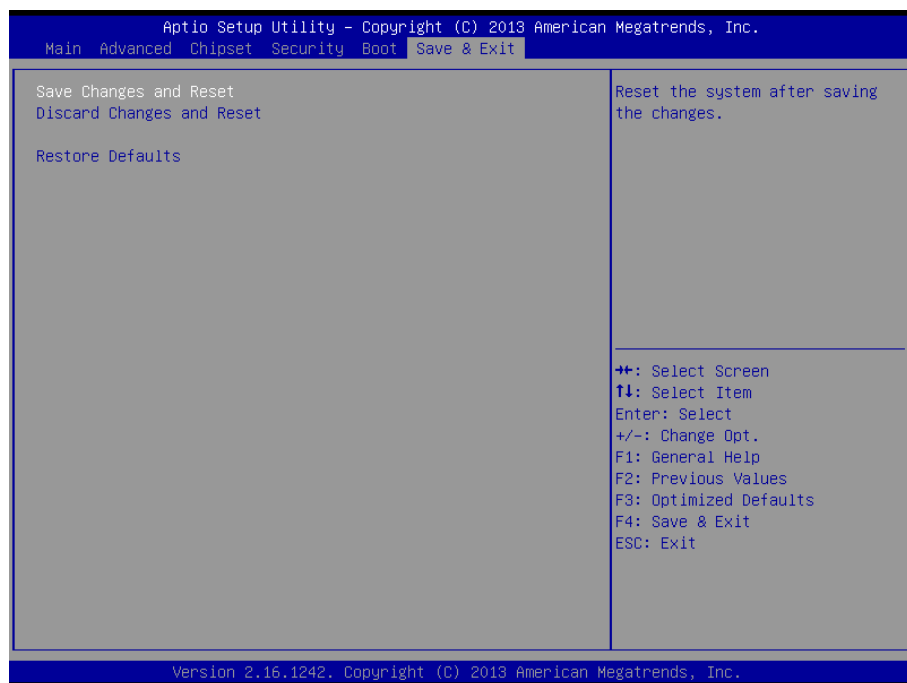 Aptio Setup Utility – Copyright (C) 2013 American Megatrends, Inc.
Main Advanced Chipset Security Boot Save & Exit
Save Changes and Reset
Discard Changes and Reset
Restore Defaults
Reset the system after saving
the changes.
→←: Select Screen
↑↓: Select Item
Enter: Select
+/-: Change Opt.
F1: General Help
F2: Previous Values
F3: Optimized Defaults
F4: Save & Exit
ESC: Exit
Version 2.16.1242. Copyright (C) 2013 American Megatrends, Inc.